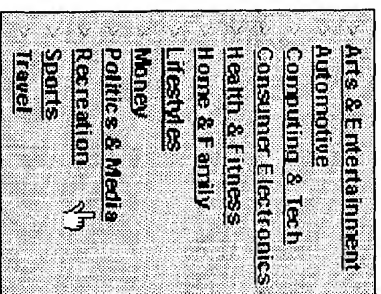 Arts & Entertainment
Automotive
Computing & Tech
Consumer Electronics
Health & Fitness
Home & Family
Lifestyles
Money
Politics & Media
Recreation
Sports
Travel